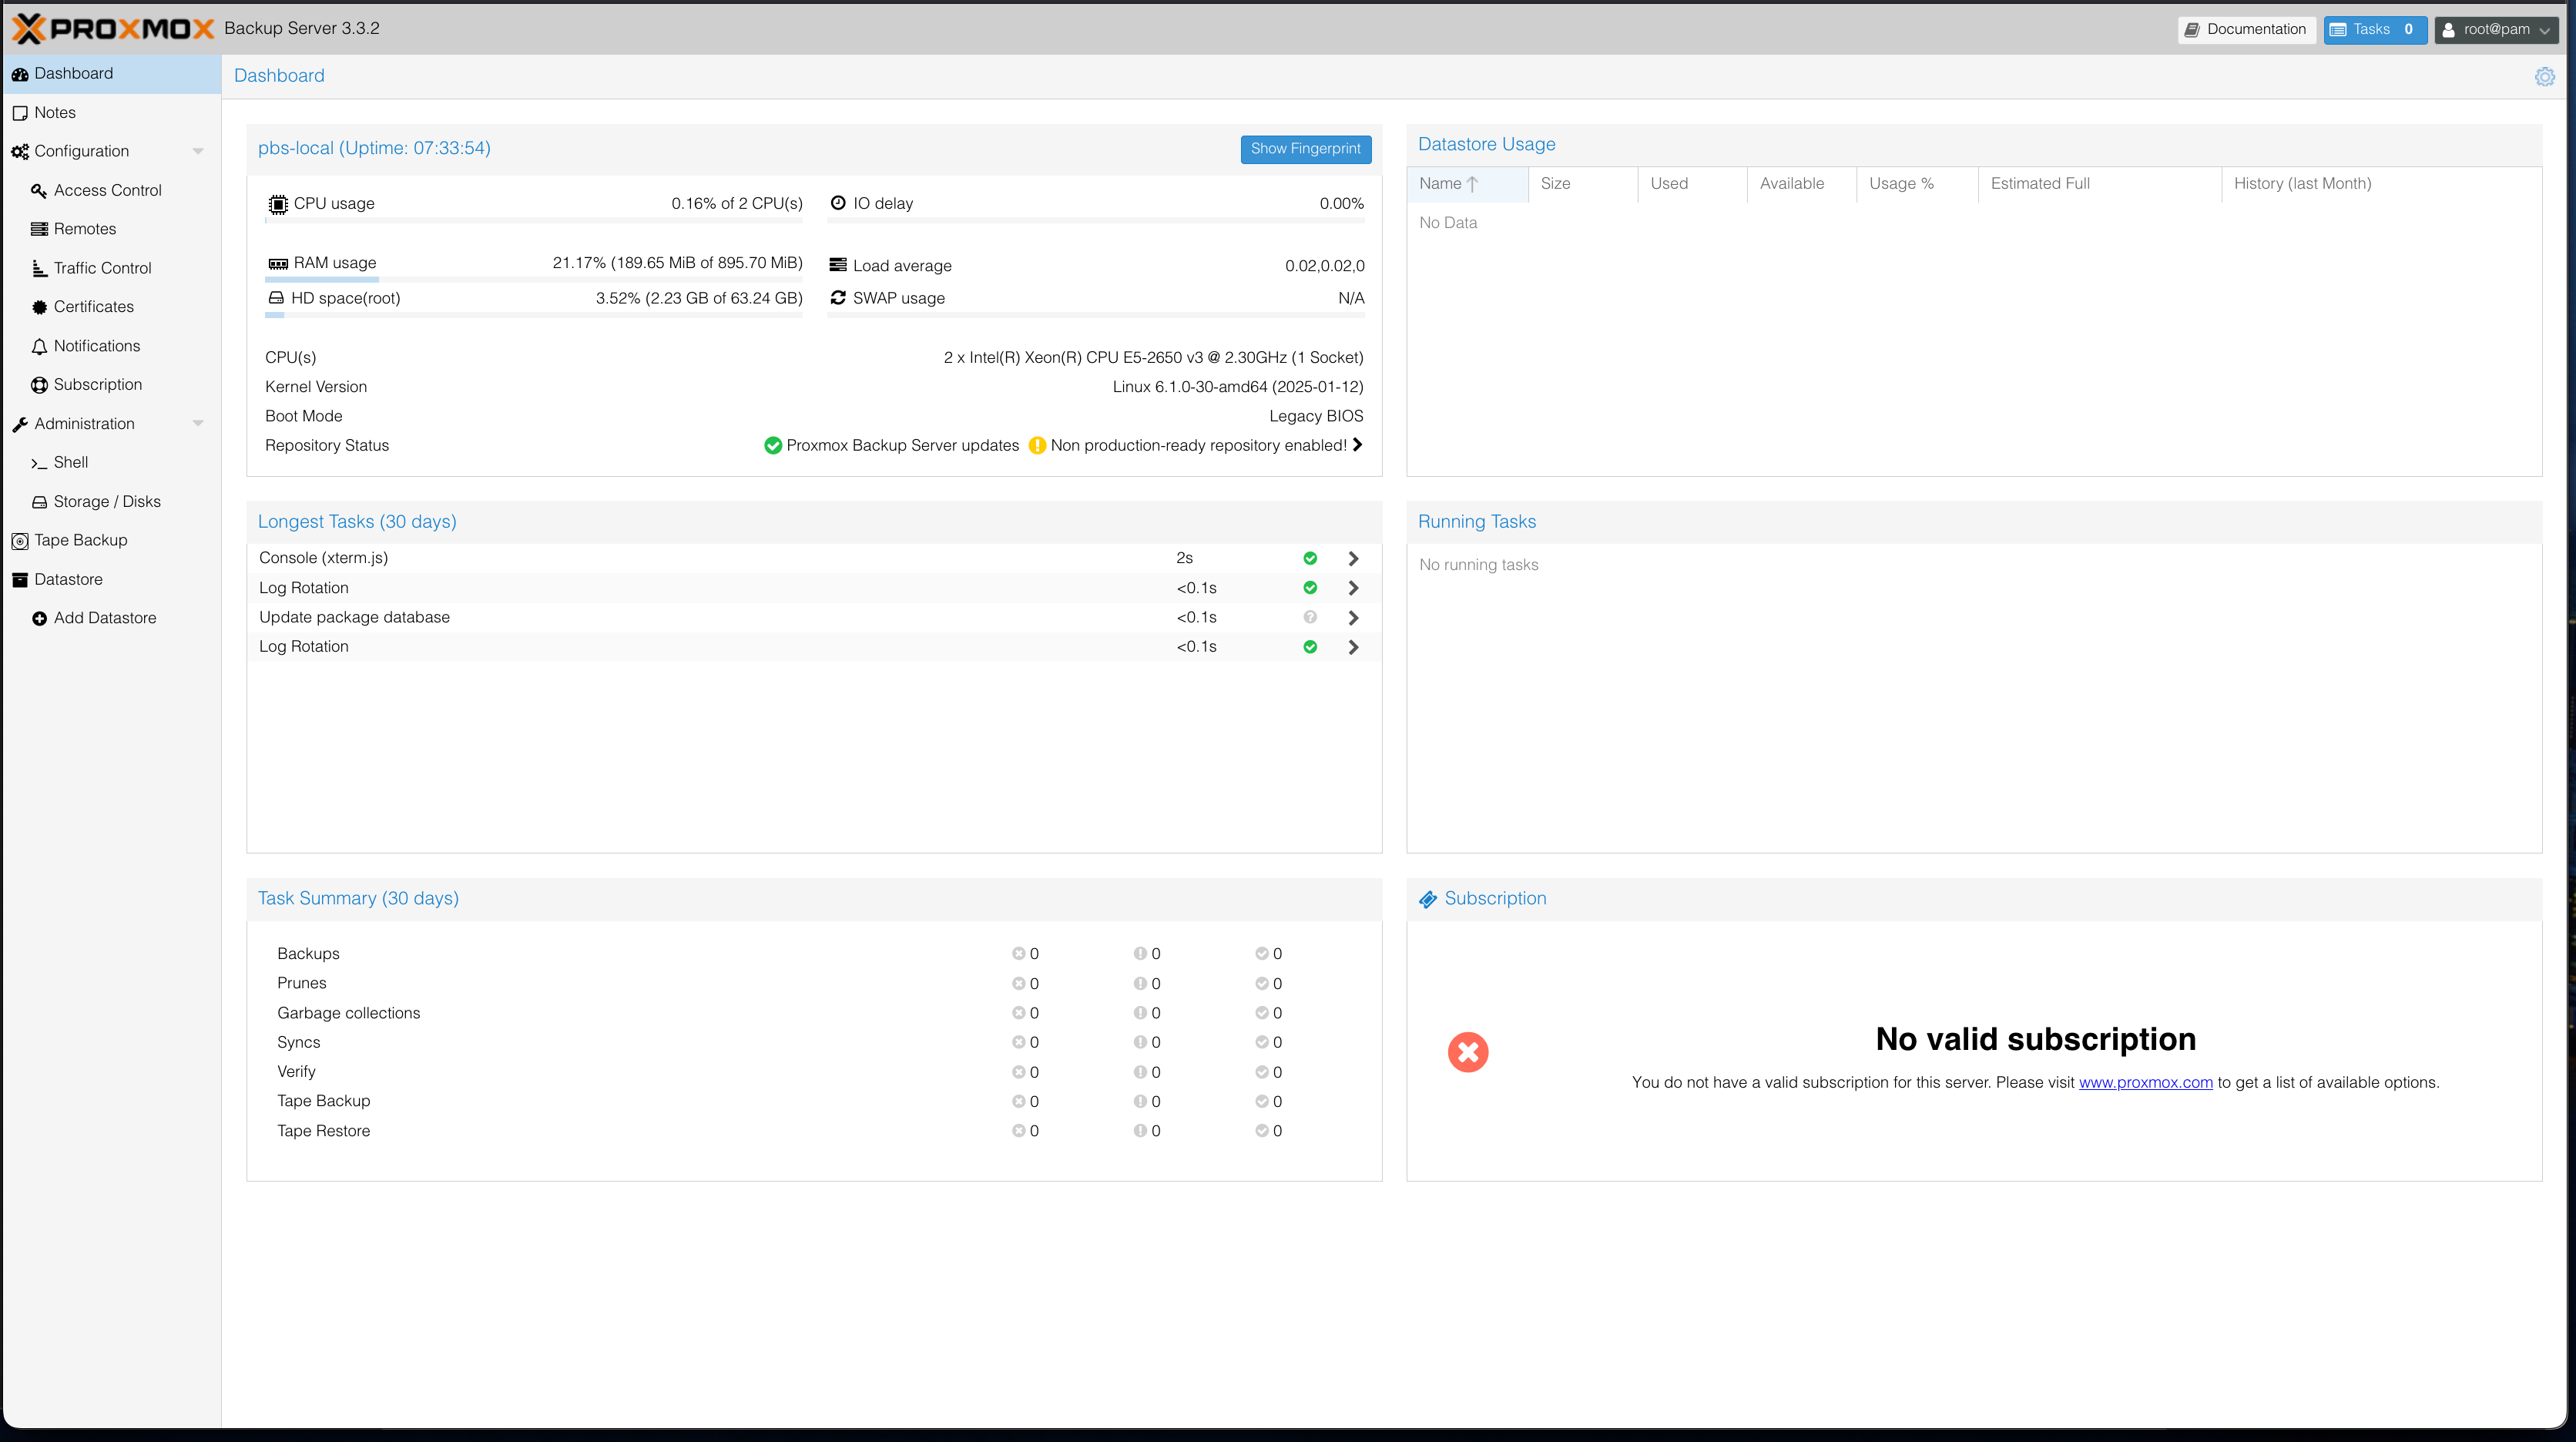 PROXMOX Backup Server 3.3.2
Documentation
Tasks 0
root@pam
Dashboard
Notes
Configuration
Access Control
Remotes
Traffic Control
Certificates
Notifications
Subscription
Administration
Shell
Storage / Disks
Tape Backup
Datastore
Add Datastore
Dashboard
pbs-local (Uptime: 07:33:54)
Show Fingerprint
CPU usage 0.16% of 2 CPU(s)
IO delay 0.00%
RAM usage 21.17% (189.65 MiB of 895.70 MiB)
Load average 0.02,0.02,0
HD space(root) 3.52% (2.23 GB of 63.24 GB)
SWAP usage N/A
CPU(s) 2 x Intel(R) Xeon(R) CPU E5-2650 v3 @ 2.30GHz (1 Socket)
Kernel Version Linux 6.1.0-30-amd64 (2025-01-12)
Boot Mode Legacy BIOS
Repository Status Proxmox Backup Server updates Non production-ready repository enabled!
Datastore Usage
Name Size Used Available Usage % Estimated Full History (last Month)
No Data
Longest Tasks (30 days)
Console (xterm.js) 2s
Log Rotation <0.1s
Update package database <0.1s
Log Rotation <0.1s
Running Tasks
No running tasks
Task Summary (30 days)
Backups 0 0 0
Prunes 0 0 0
Garbage collections 0 0 0
Syncs 0 0 0
Verify 0 0 0
Tape Backup 0 0 0
Tape Restore 0 0 0
Subscription
No valid subscription
You do not have a valid subscription for this server. Please visit www.proxmox.com to get a list of available options.